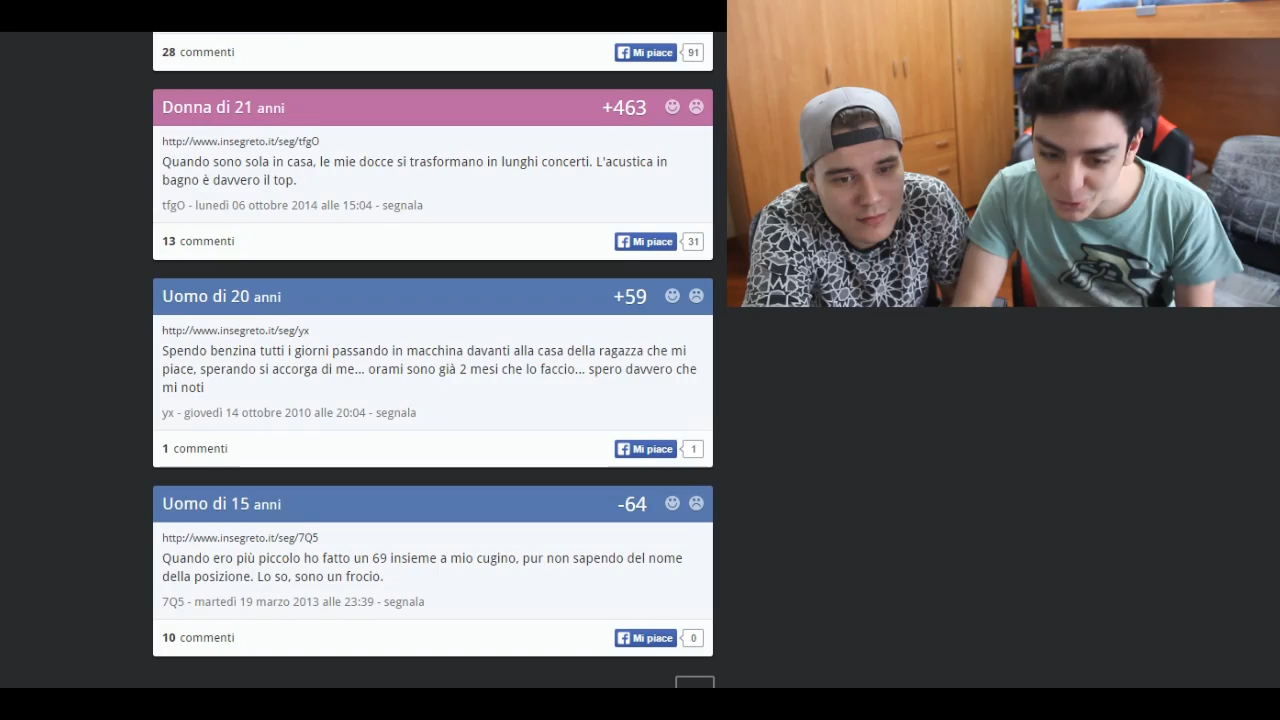 28 commenti
Mi piace 91
Donna di 21 anni +463
http://www.insegreto.it/seg/tfgO
Quando sono sola in casa, le mie docce si trasformano in lunghi concerti. L'acustica in
bagno è davvero il top.
tfgO - lunedì 06 ottobre 2014 alle 15:04 - segnala
13 commenti
Mi piace 31
Uomo di 20 anni +59
http://www.insegreto.it/seg/yx
Spendo benzina tutti i giorni passando in macchina davanti alla casa della ragazza che mi
piace, sperando si accorga di me... orami sono già 2 mesi che lo faccio... spero davvero che
mi noti
yx - giovedì 14 ottobre 2010 alle 20:04 - segnala
1 commenti
Mi piace 1
Uomo di 15 anni -64
http://www.insegreto.it/seg/7Q5
Quando ero più piccolo ho fatto un 69 insieme a mio cugino, pur non sapendo del nome
della posizione. Lo so, sono un frocio.
7Q5 - martedì 19 marzo 2013 alle 23:39 - segnala
10 commenti
Mi piace 0